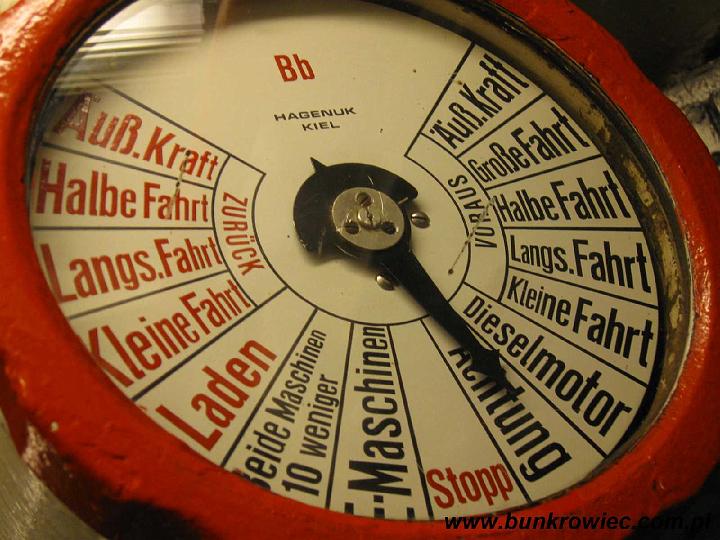 Bb
HAGENUK
KIEL
Äuß.Kraft
Halbe Fahrt
Langs.Fahrt
Kleine Fahrt
ZURÜCK
Laden
Beide Maschinen
10 weniger
E-Maschinen
Stopp
Achtung
Dieselmotor
Kleine Fahrt
Langs.Fahrt
Halbe Fahrt
Große Fahrt
Äuß.Kraft
VORAUS
www.bunkrowiec.com.pl